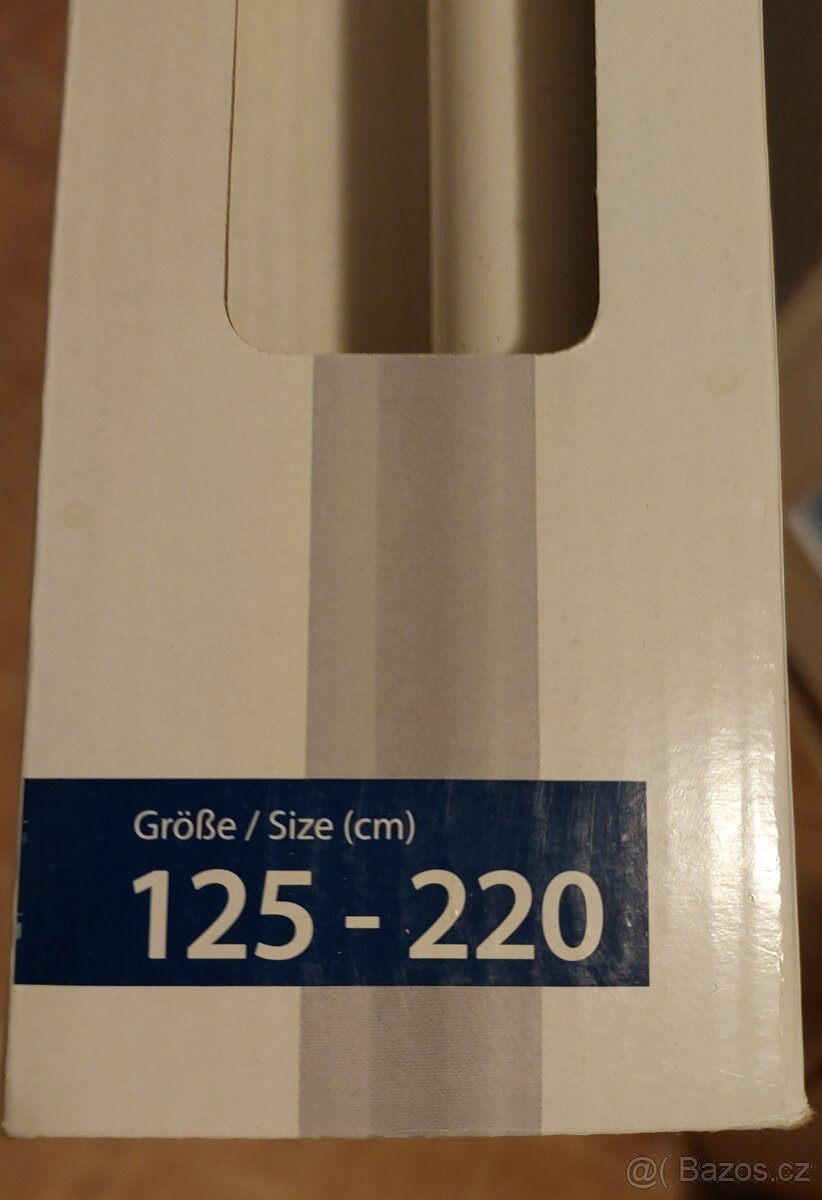 Größe / Size (cm)
125 - 220
@( Bazos.cz